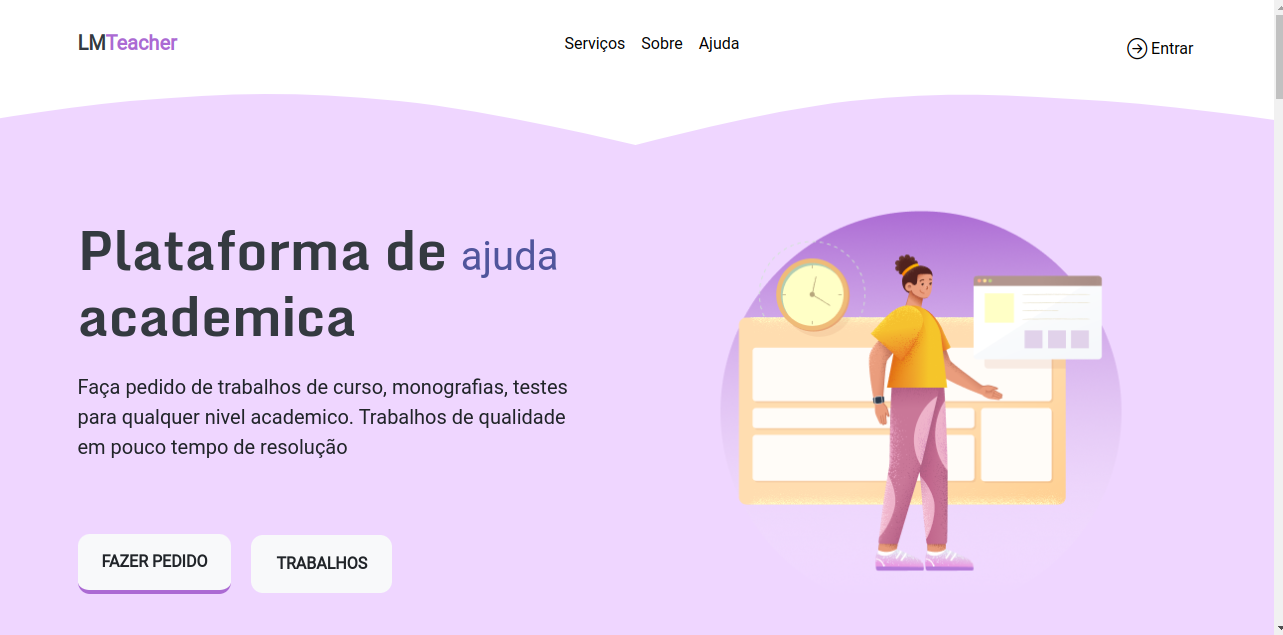 LMTeacher
Serviços Sobre Ajuda
Entrar
Plataforma de ajuda
academica
Faça pedido de trabalhos de curso, monografias, testes
para qualquer nivel academico. Trabalhos de qualidade
em pouco tempo de resolução
FAZER PEDIDO
TRABALHOS